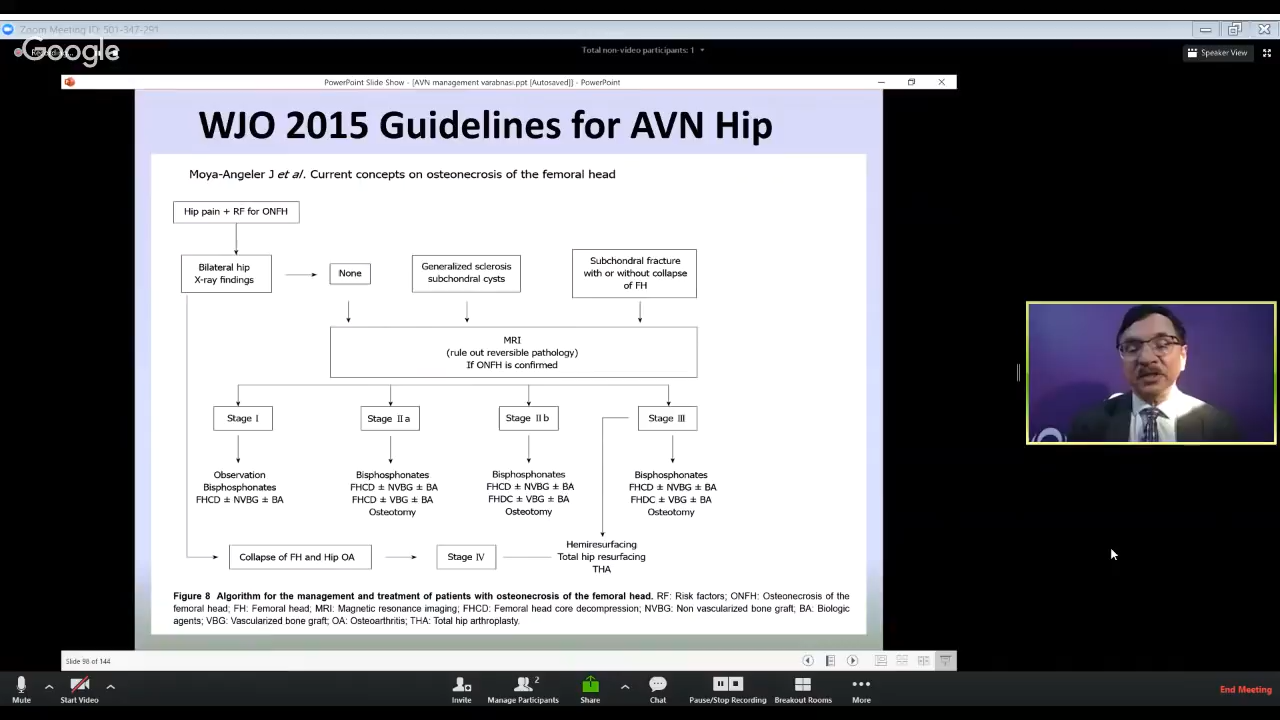 Zoom Meeting ID: 501-347-291
Google
Total non-video participants: 1
Speaker View
PowerPoint Slide Show - [AVN management varabnasi.ppt [Autosaved]] - PowerPoint
WJO 2015 Guidelines for AVN Hip
Moya-Angeler J et al. Current concepts on osteonecrosis of the femoral head
Hip pain + RF for ONFH
Bilateral hip
X-ray findings
None
Generalized sclerosis
subchondral cysts
Subchondral fracture
with or without collapse
of FH
MRI
(rule out reversible pathology)
If ONFH is confirmed
Stage I
Stage II a
Stage II b
Stage III
Observation
Bisphosphonates
FHCD ± NVBG ± BA
Bisphosphonates
FHCD ± NVBG ± BA
FHCD ± VBG ± BA
Osteotomy
Bisphosphonates
FHCD ± NVBG ± BA
FHDC ± VBG ± BA
Osteotomy
Bisphosphonates
FHCD ± NVBG ± BA
FHDC ± VBG ± BA
Osteotomy
Collapse of FH and Hip OA
Stage IV
Hemiresurfacing
Total hip resurfacing
THA
Figure 8 Algorithm for the management and treatment of patients with osteonecrosis of the femoral head. RF: Risk factors; ONFH: Osteonecrosis of the
femoral head; FH: Femoral head; MRI: Magnetic resonance imaging; FHCD: Femoral head core decompression; NVBG: Non vascularized bone graft; BA: Biologic
agents; VBG: Vascularized bone graft; OA: Osteoarthritis; THA: Total hip arthroplasty.
Slide 98 of 144
Mute
Start Video
Invite
2
Manage Participants
Share
Chat
Pause/Stop Recording
Breakout Rooms
More
End Meeting